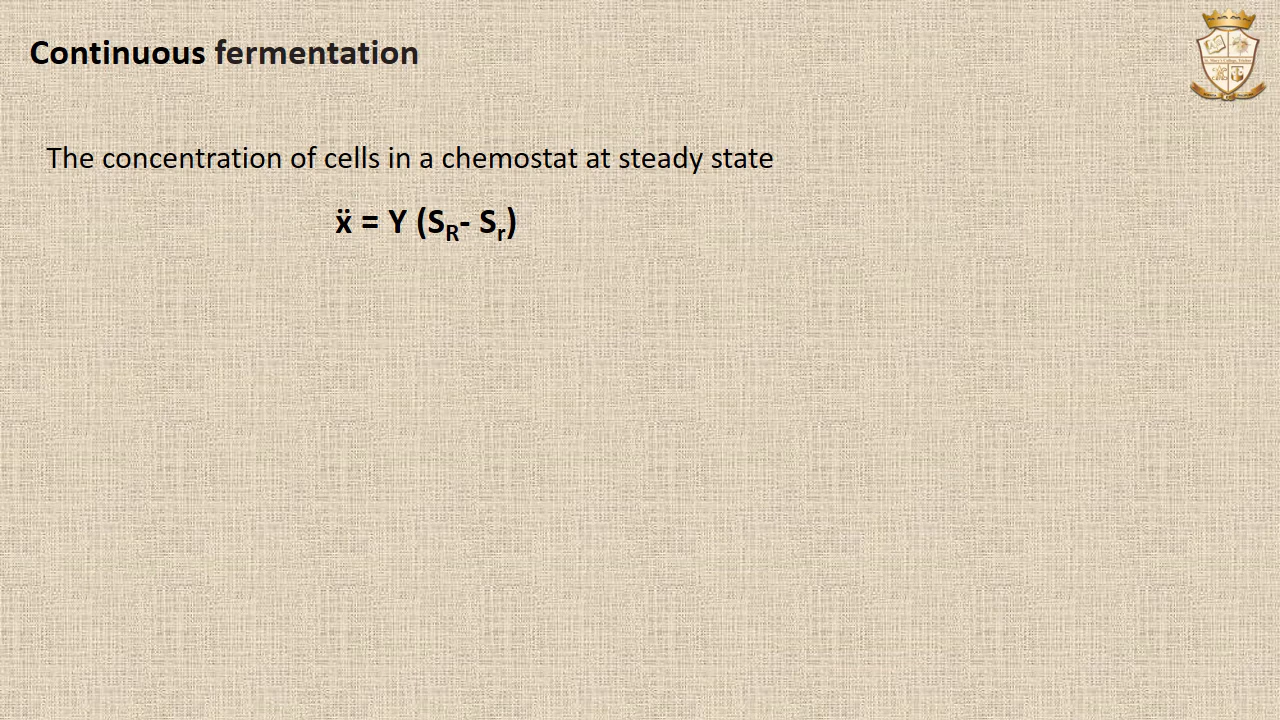 Continuous fermentation
The concentration of cells in a chemostat at steady state
ẍ = Y (SR- Sr)